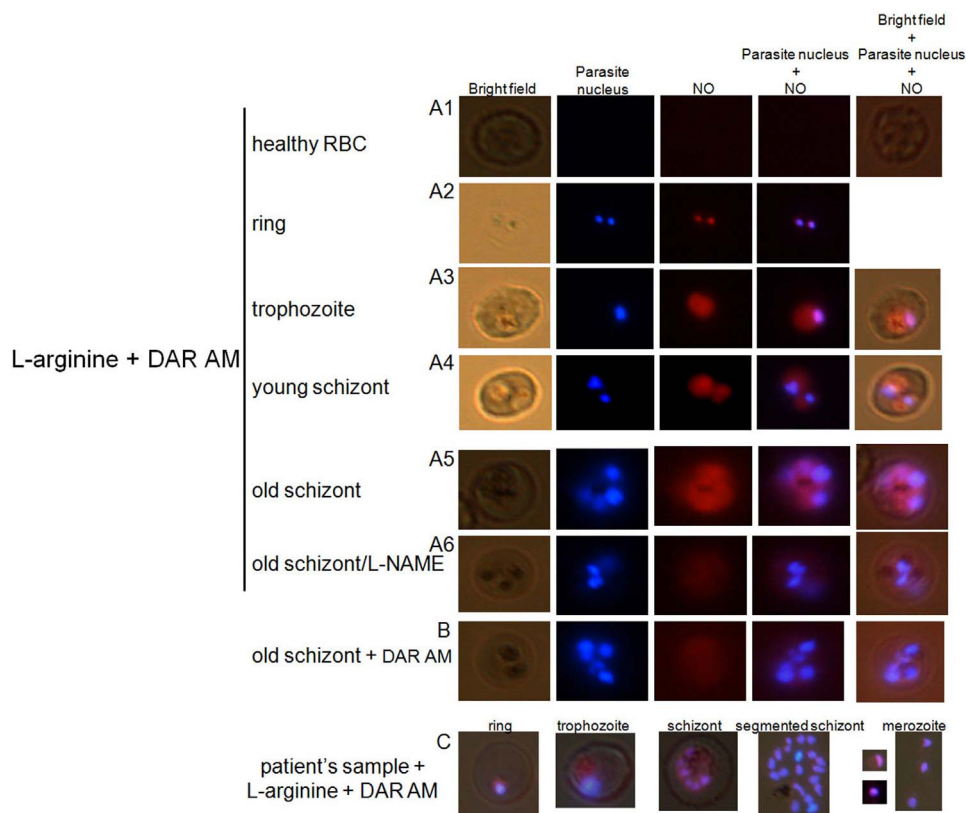 Bright field
+
Parasite nucleus
+
NO
Parasite nucleus
+
NO
Parasite
nucleus
Bright field
NO
A1
healthy RBC
A2
ring
A3
trophozoite
L-arginine + DAR AM
A4
young schizont
A5
old schizont
A6
old schizont/L-NAME
B
old schizont + DAR AM
ring
trophozoite
schizont
segmented schizont
merozoite
C
patient's sample +
L-arginine + DAR AM